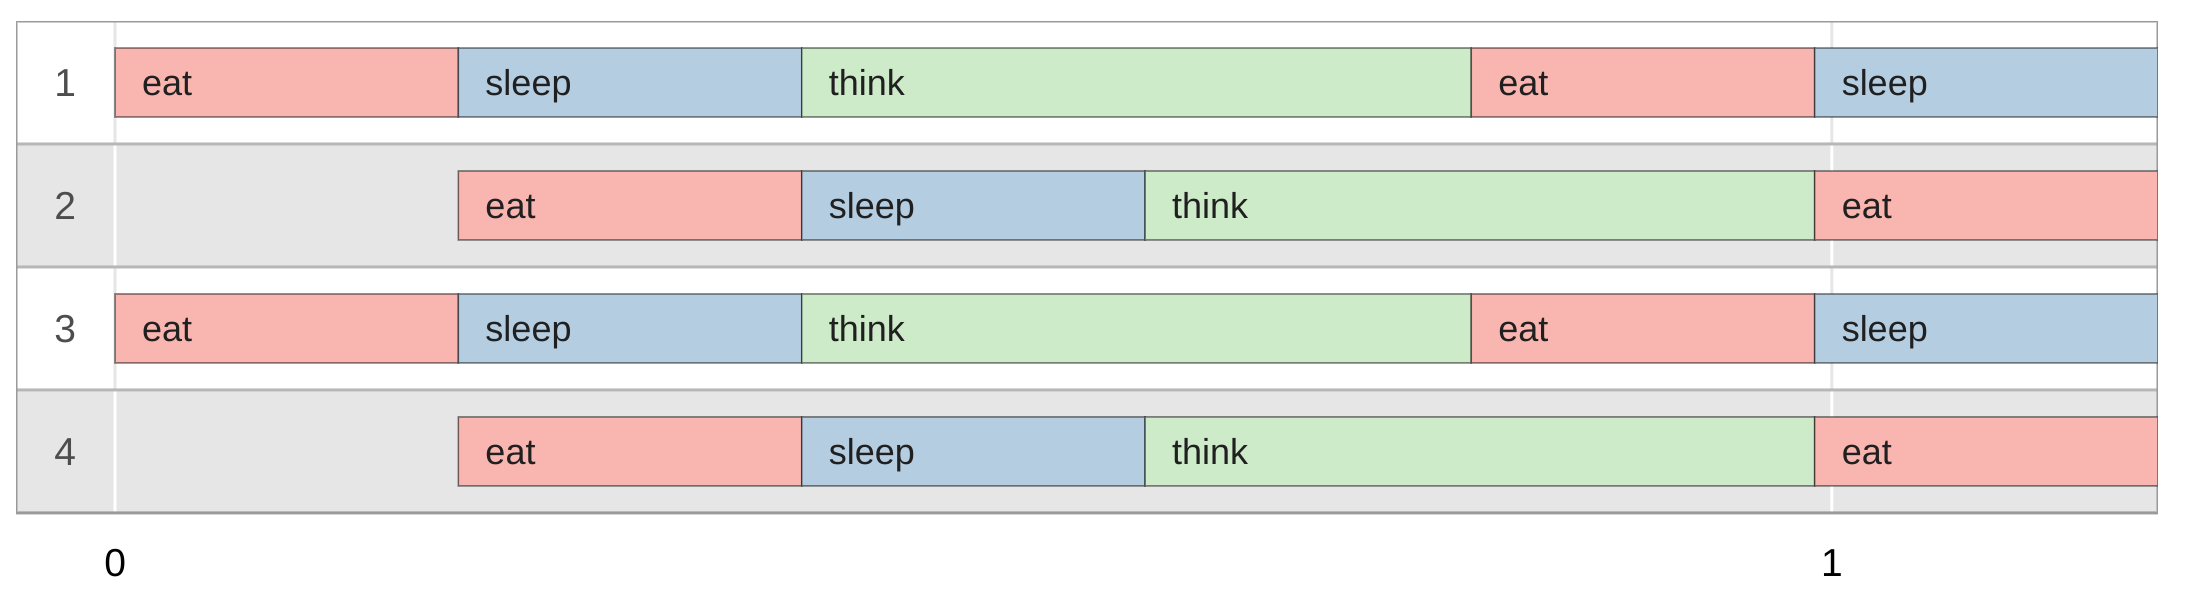 1 eat sleep think eat sleep
2 eat sleep think eat
3 eat sleep think eat sleep
4 eat sleep think eat
0 1